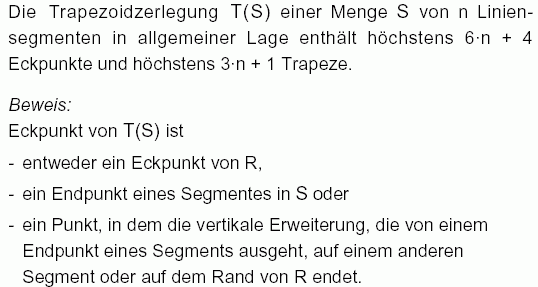 Die Trapezoidzerlegung T(S) einer Menge S von n Linien-
segmenten in allgemeiner Lage enthält höchstens 6·n + 4
Eckpunkte und höchstens 3·n + 1 Trapeze.
Beweis:
Eckpunkt von T(S) ist
- entweder ein Eckpunkt von R,
- ein Endpunkt eines Segmentes in S oder
- ein Punkt, in dem die vertikale Erweiterung, die von einem
Endpunkt eines Segments ausgeht, auf einem anderen
Segment oder auf dem Rand von R endet.